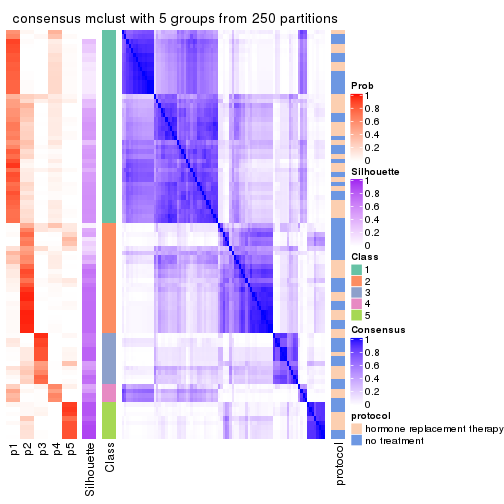 consensus mclust with 5 groups from 250 partitions
Prob
1
0.8
0.6
0.4
0.2
0
Silhouette
1
0.8
0.6
0.4
0.2
0
Class
1
2
3
4
5
Consensus
1
0.8
0.6
0.4
0.2
0
protocol
hormone replacement therapy
no treatment
p1
p2
p3
p4
p5
Silhouette
Class
protocol